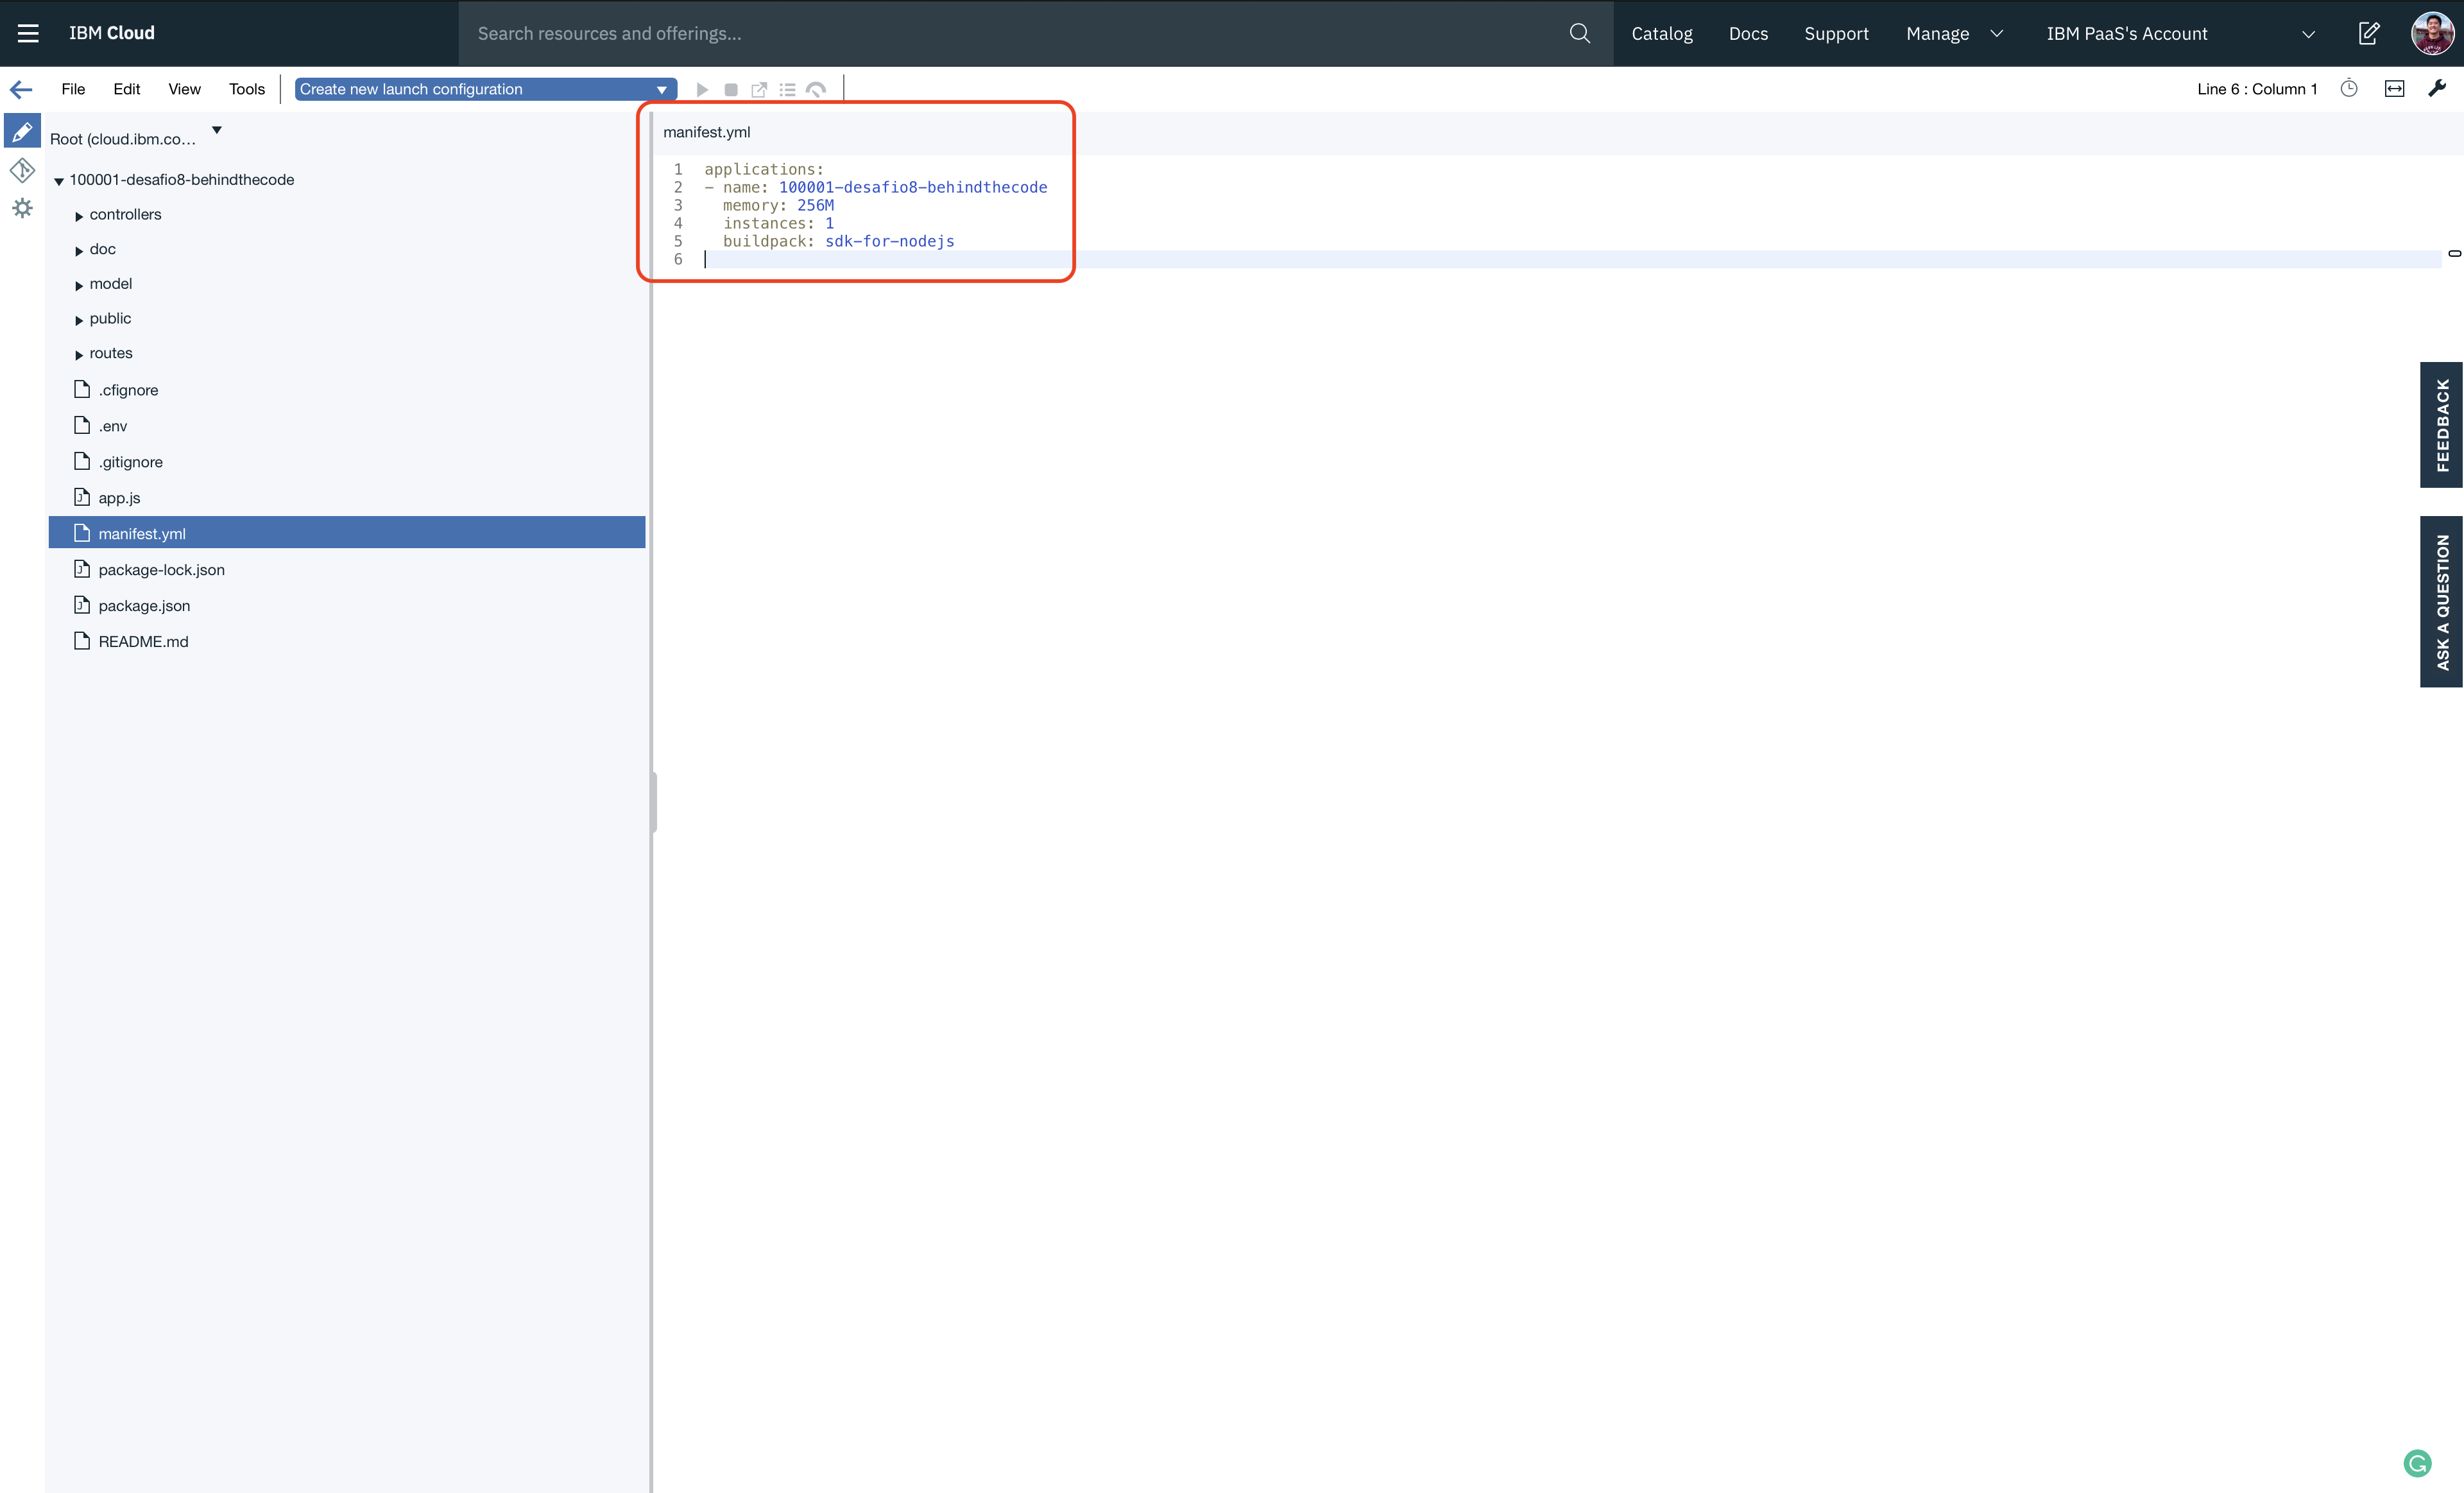 IBM Cloud
Search resources and offerings...
Catalog
Docs
Support
Manage
IBM PaaS's Account
File
Edit
View
Tools
Create new launch configuration
Line 6 : Column 1
Root (cloud.ibm.co...
100001-desafio8-behindthecode
controllers
doc
model
public
routes
.cfignore
.env
.gitignore
app.js
manifest.yml
package-lock.json
package.json
README.md
manifest.yml
1 applications:
2 - name: 100001-desafio8-behindthecode
3 memory: 256M
4 instances: 1
5 buildpack: sdk-for-nodejs
6
FEEDBACK
ASK A QUESTION